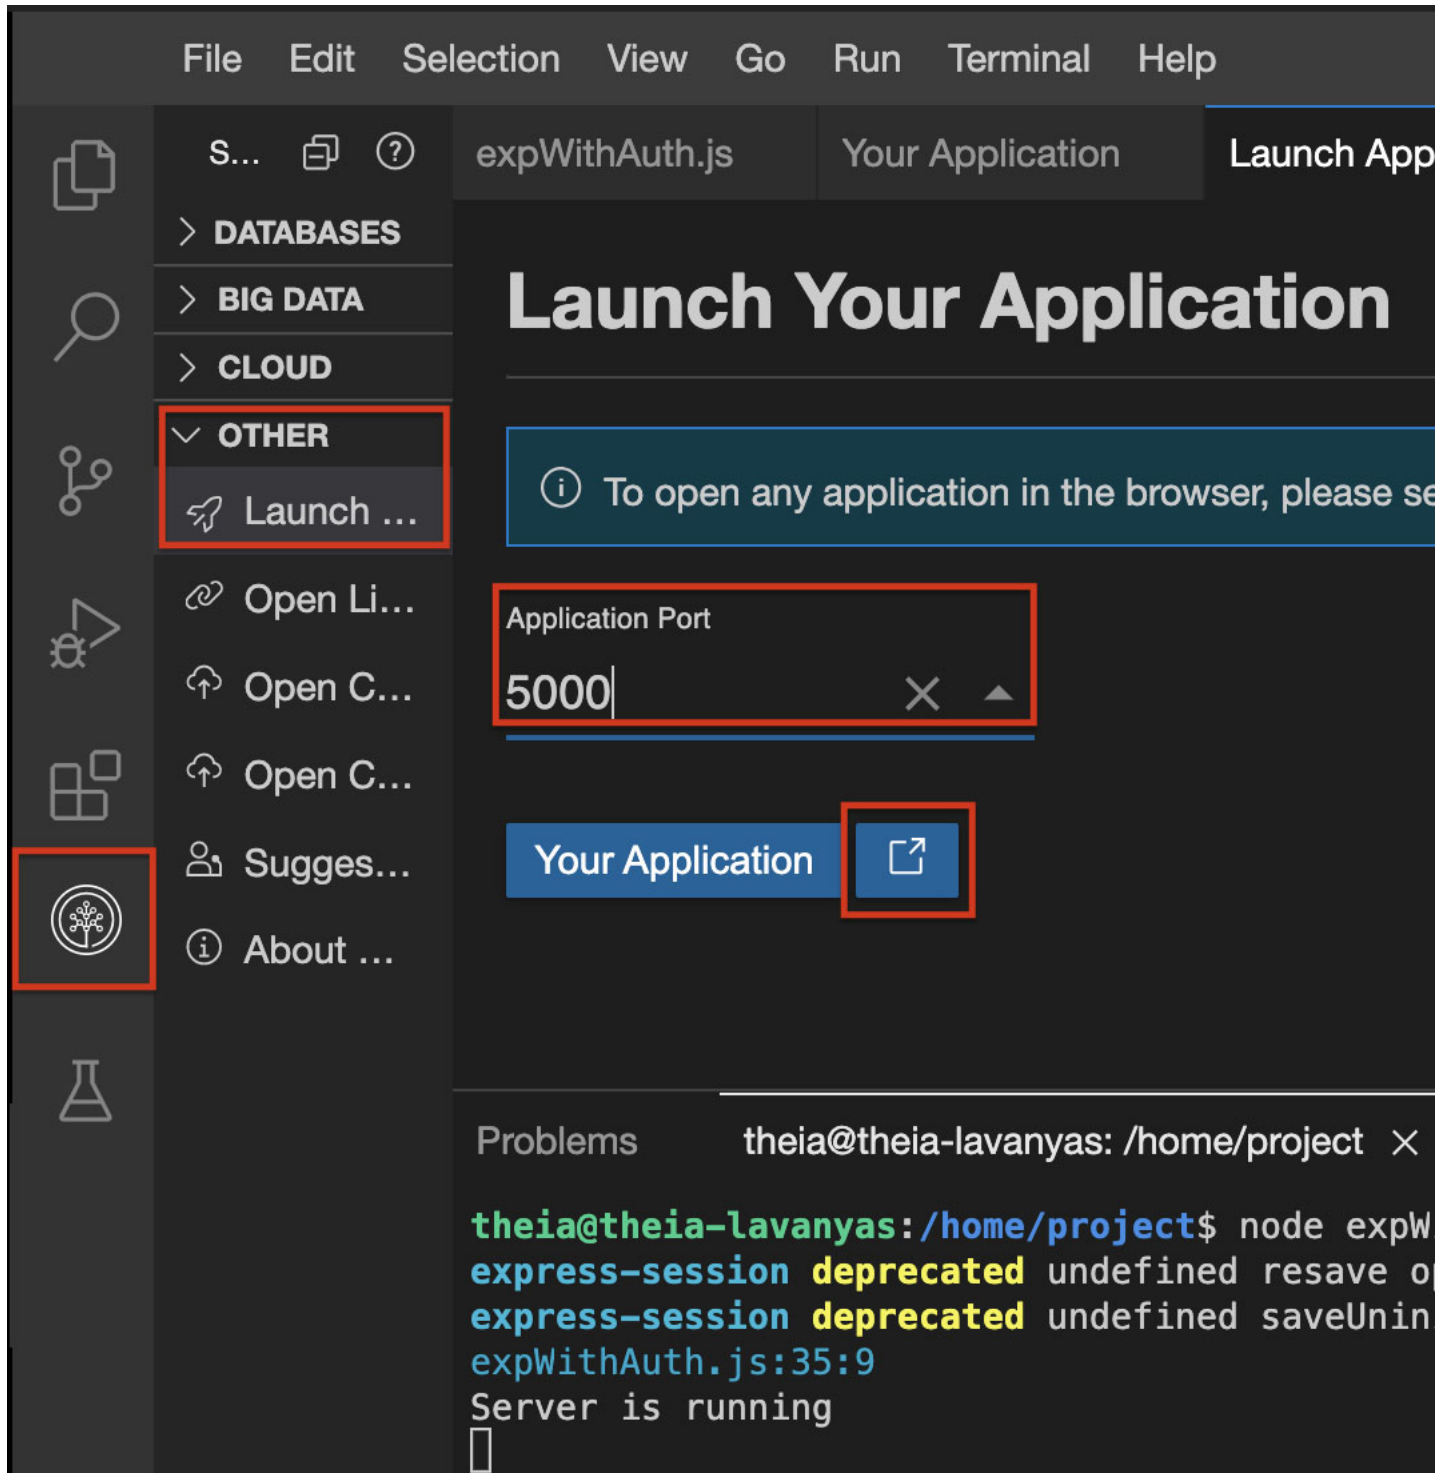 File Edit Selection View Go Run Terminal Help
S...
expWithAuth.js Your Application Launch App
DATABASES
BIG DATA
CLOUD
OTHER
Launch ...
Open Li...
Open C...
Open C...
Sugges...
About ...
Launch Your Application
To open any application in the browser, please se
Application Port
5000
Your Application
Problems theia@theia-lavanyas: /home/project
theia@theia-lavanyas:/home/project$ node expW
express-session deprecated undefined resave op
express-session deprecated undefined saveUnin
expWithAuth.js:35:9
Server is running